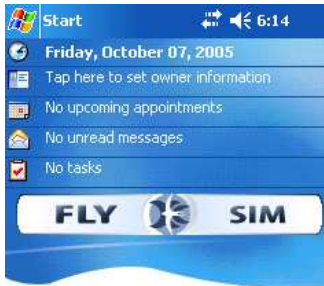 Start 6:14
Friday, October 07, 2005
Tap here to set owner information
No upcoming appointments
No unread messages
No tasks
FLY SIM